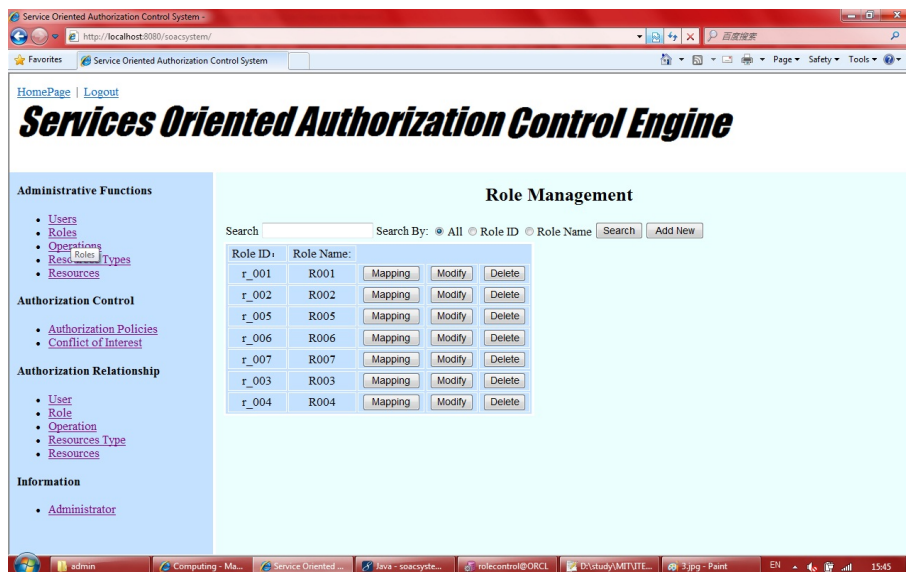 Service Oriented Authorization Control System -
http://localhost:8080/soacsystem/
百度搜索
Favorites
Service Oriented Authorization Control System
Page
Safety
Tools
HomePage | Logout
Services Oriented Authorization Control Engine
Administrative Functions
Users
Roles
Operations
Roles
Resources Types
Resources
Authorization Control
Authorization Policies
Conflict of Interest
Authorization Relationship
User
Role
Operation
Resources Type
Resources
Information
Administrator
Role Management
Search Search By: All Role ID Role Name Search Add New
Role ID: Role Name:
r_001 R001 Mapping Modify Delete
r_002 R002 Mapping Modify Delete
r_005 R005 Mapping Modify Delete
r_006 R006 Mapping Modify Delete
r_007 R007 Mapping Modify Delete
r_003 R003 Mapping Modify Delete
r_004 R004 Mapping Modify Delete
admin
Computing - Ma...
Service Oriented ...
Java - soacsyste...
rolecontrol@ORCL
D:\study\MIT\ITE...
3.jpg - Paint
EN
15:45